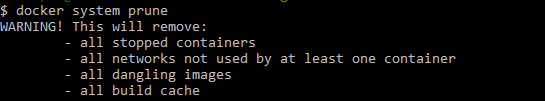 $ docker system prune
WARNING! This will remove:
- all stopped containers
- all networks not used by at least one container
- all dangling images
- all build cache